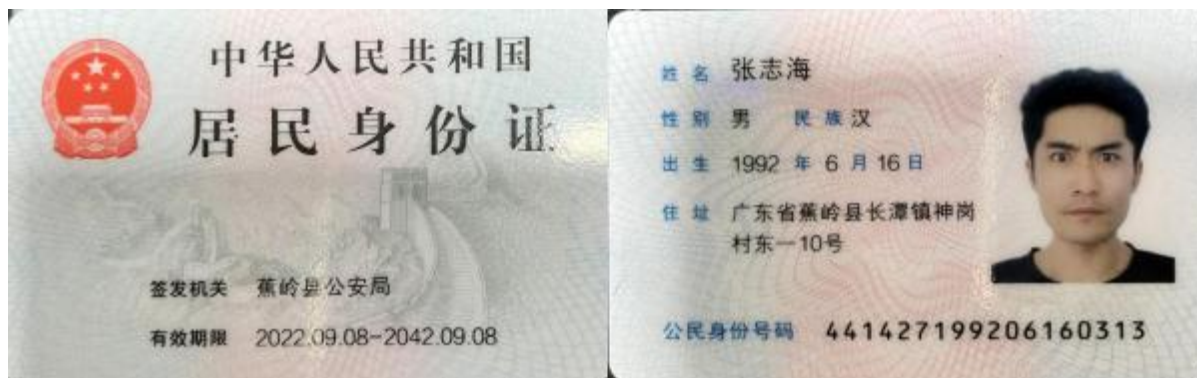 中华人民共和国
居民身份证
签发机关 蕉岭县公安局
有效期限 2022.09.08-2042.09.08
姓名 张志海
性别 男 民族 汉
出生 1992 年 6 月 16 日
住址 广东省蕉岭县长潭镇神岗
村东一10号
公民身份号码 441427199206160313